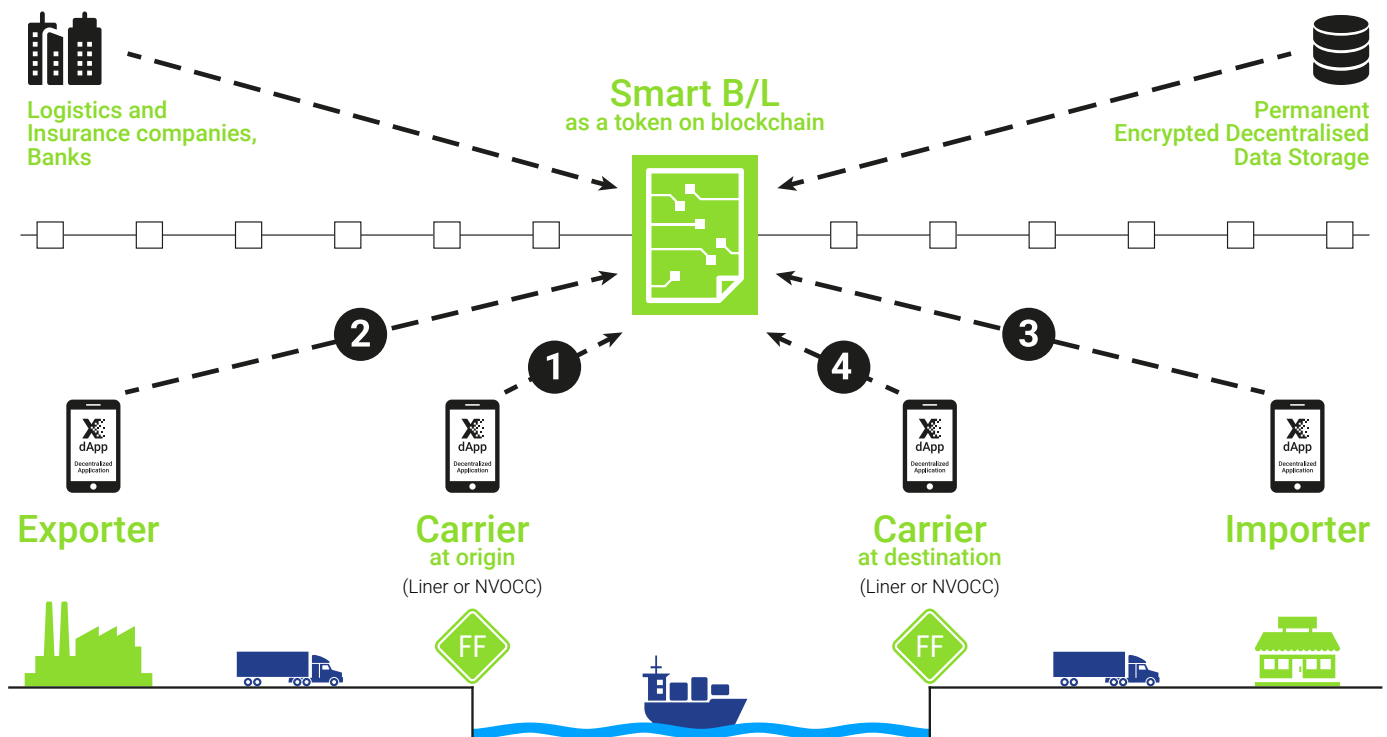 Smart B/L
as a token on blockchain
Logistics and
Insurance companies,
Banks
Permanent
Encrypted Decentralised
Data Storage
2
1
4
3
X
dApp
Decentralized
Application
X
dApp
Decentralized
Application
X
dApp
Decentralized
Application
X
dApp
Decentralized
Application
Exporter
Carrier
at origin
(Liner or NVOCC)
Carrier
at destination
(Liner or NVOCC)
Importer
FF
FF